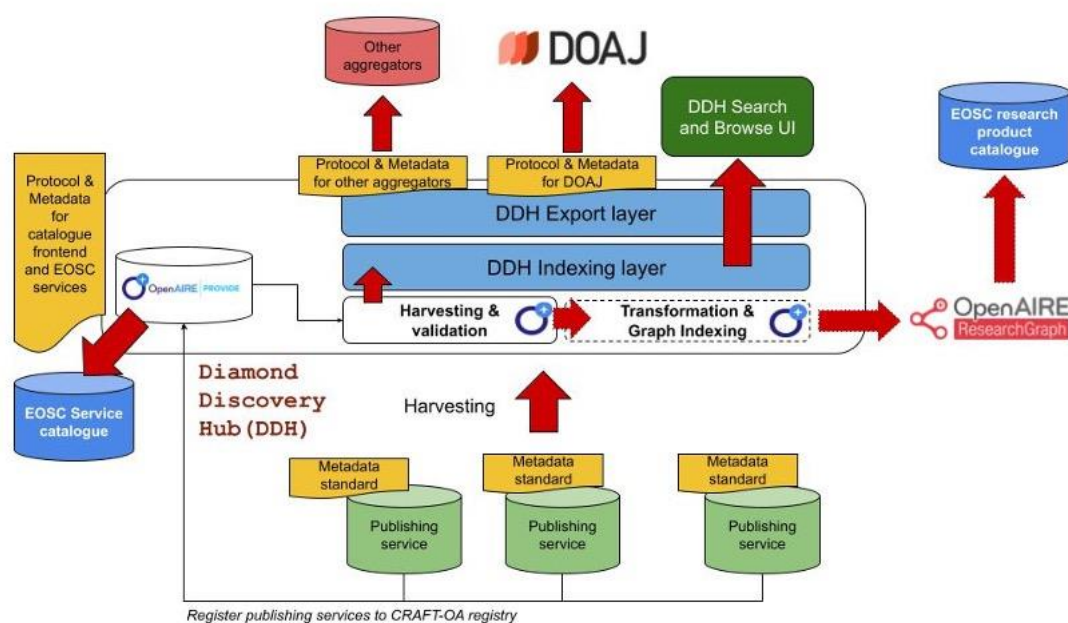 Other
aggregators
DOAJ
DDH Search
and Browse UI
EOSC research
product
catalogue
Protocol &
Metadata
for
catalogue
frontend
and EOSC
services
Protocol & Metadata
for other aggregators
Protocol & Metadata
for DOAJ
DDH Export layer
DDH Indexing layer
OpenAIRE | PROVIDE
Harvesting &
validation
Transformation &
Graph Indexing
OpenAIRE
ResearchGraph
EOSC Service
catalogue
Diamond
Discovery
Hub(DDH)
Harvesting
Metadata
standard
Metadata
standard
Metadata
standard
Publishing
service
Publishing
service
Publishing
service
Register publishing services to CRAFT-OA registry